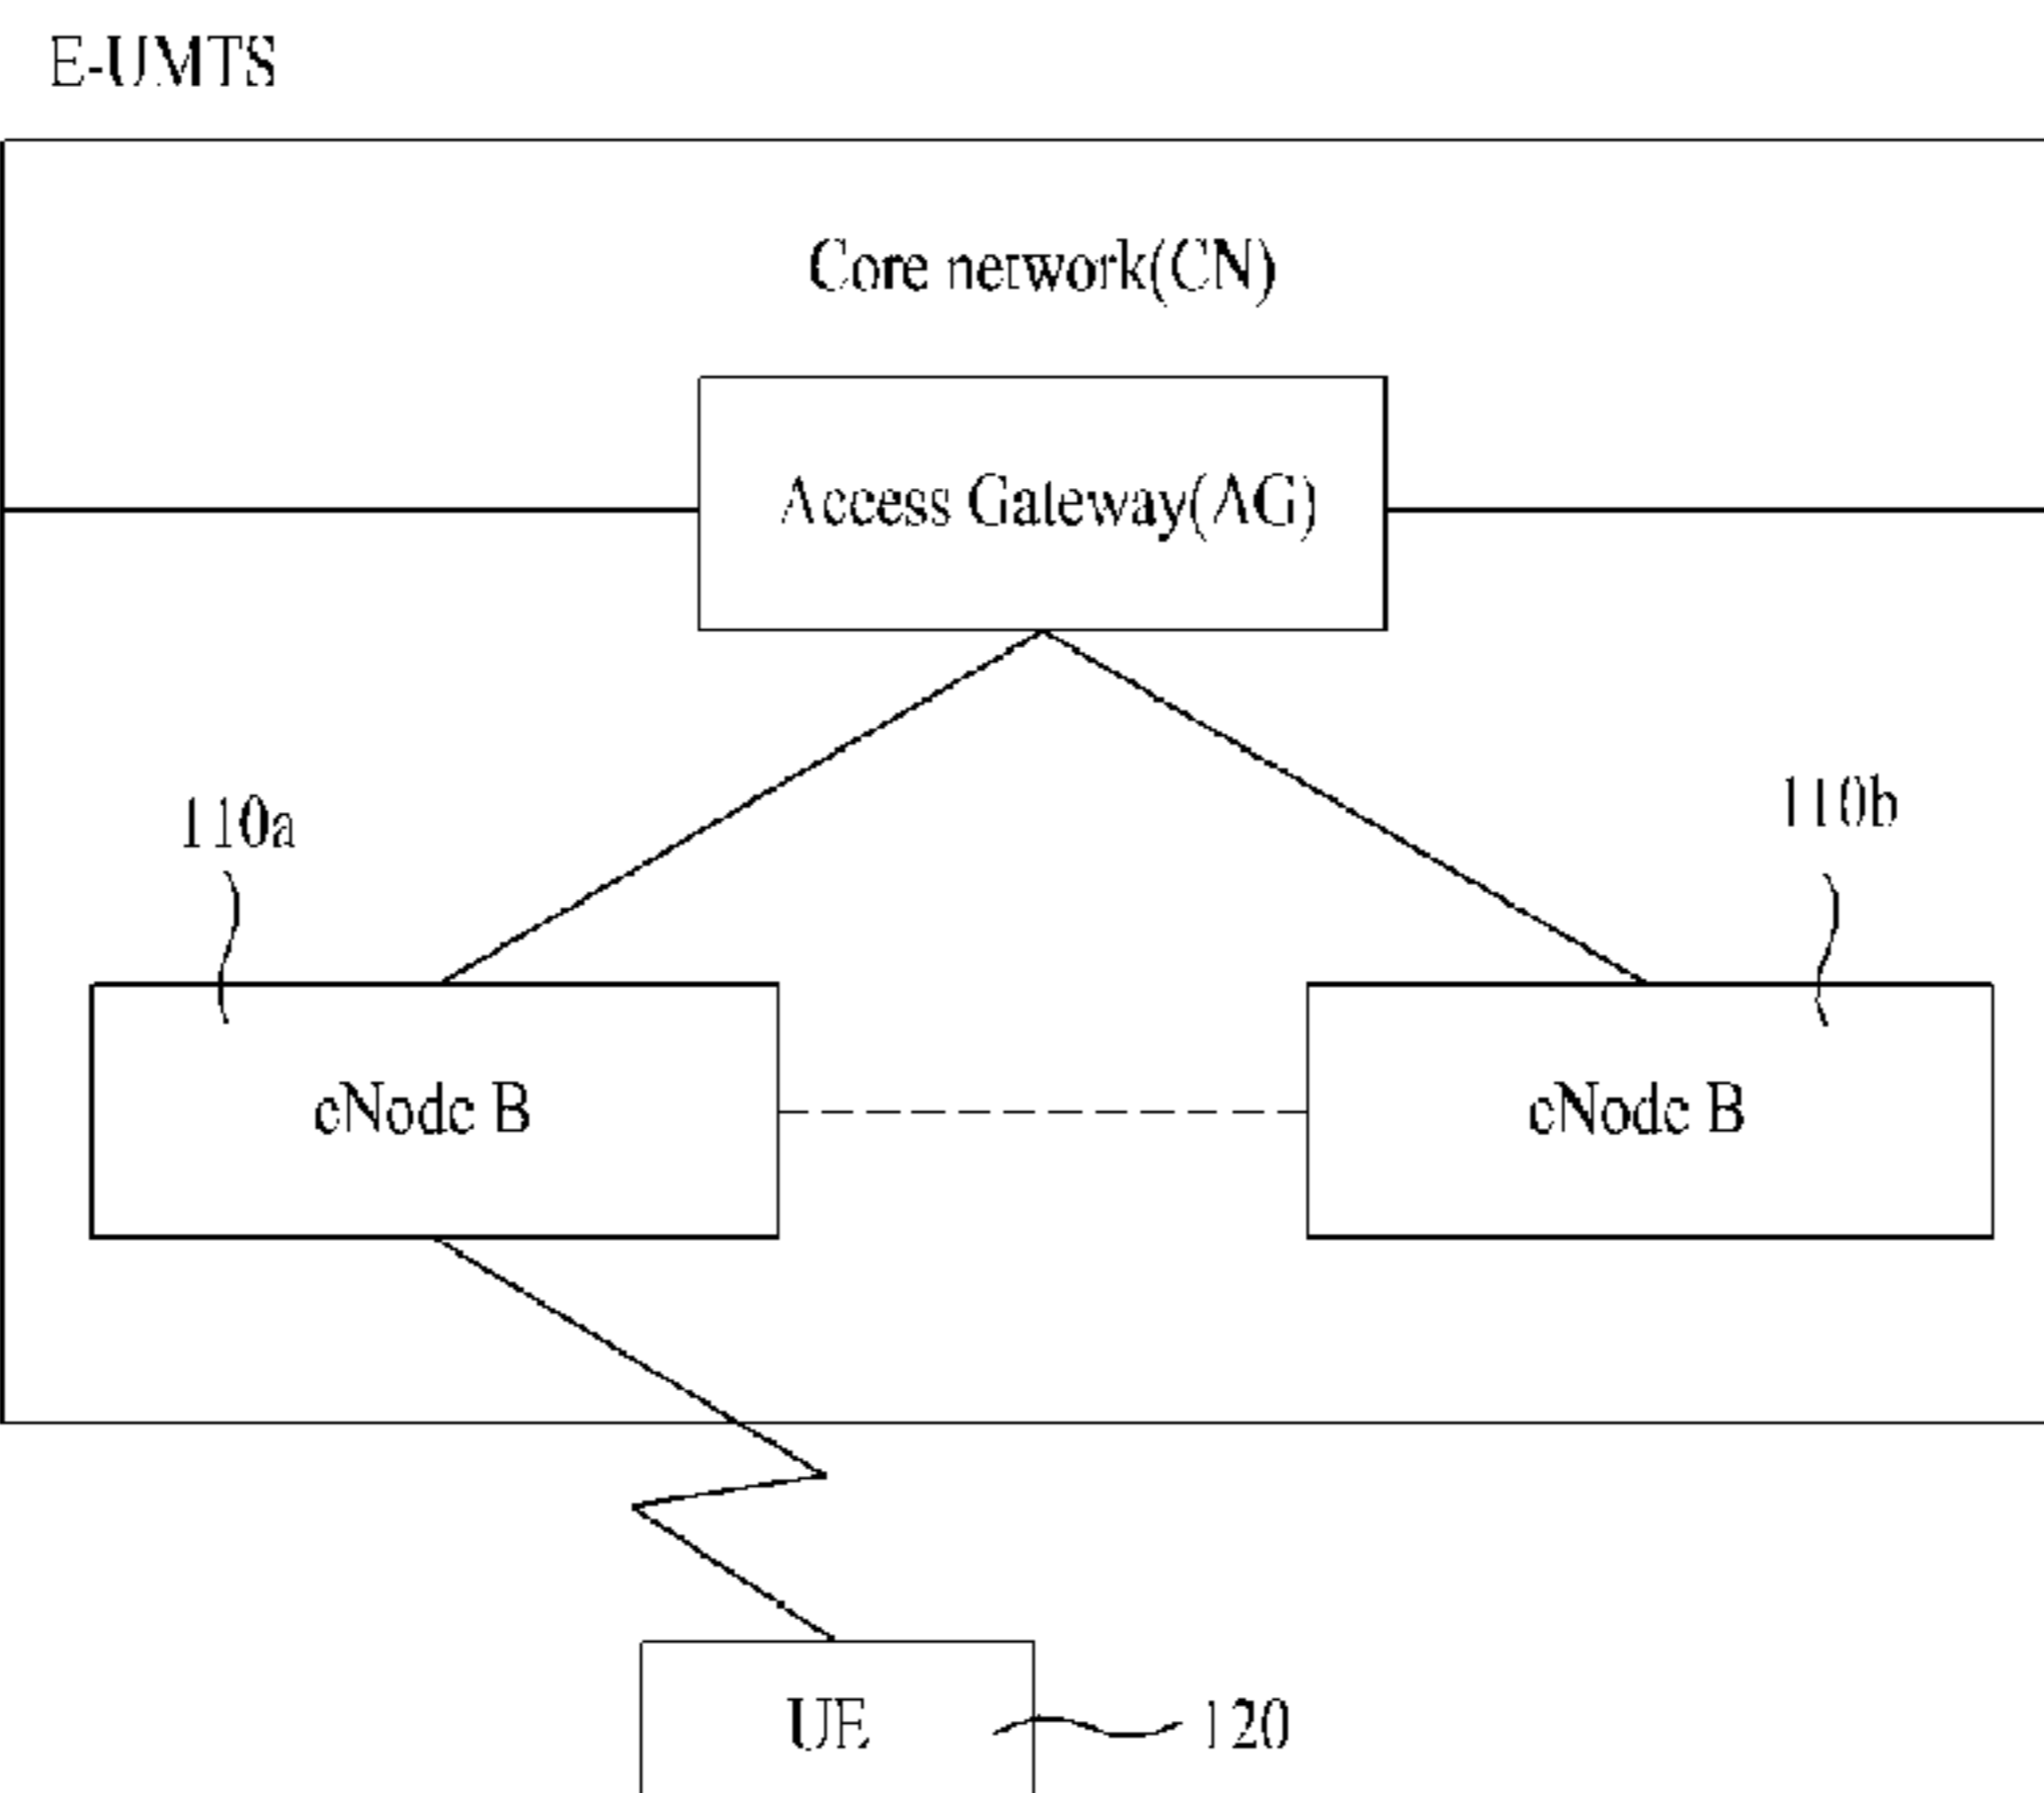 E-UMTS
Core network(CN)
Access Gateway(AG)
110a
110b
eNode B
eNode B
UE
120